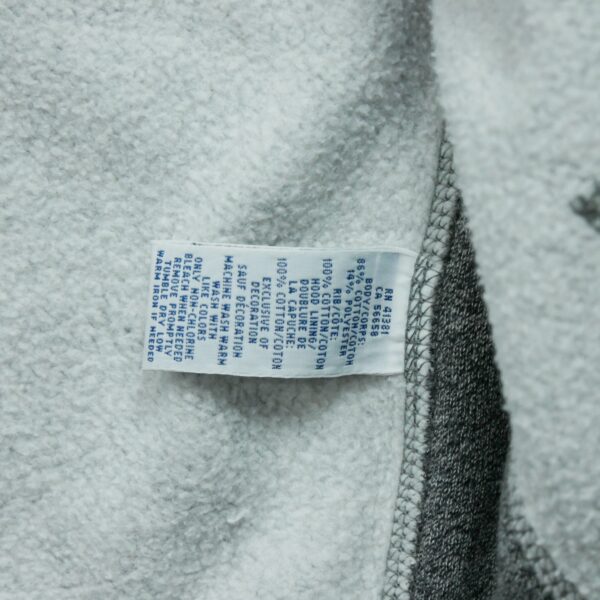 RN 41381
CA 56658
BODY/CORPS:
86% COTTON/COTON
14% POLYESTER
RIB/CÔTE:
100% COTTON/COTON
HOOD LINING/
DOUBLURE DE
LA CAPUCHE:
100% COTTON/COTON
EXCLUSIVE OF
DECORATION
SAUF DECORATION
MACHINE WASH WARM
WASH WITH
LIKE COLORS
ONLY NON-CHLORINE
BLEACH WHEN NEEDED
REMOVE PROMPTLY
TUMBLE DRY LOW
WARM IRON IF NEEDED